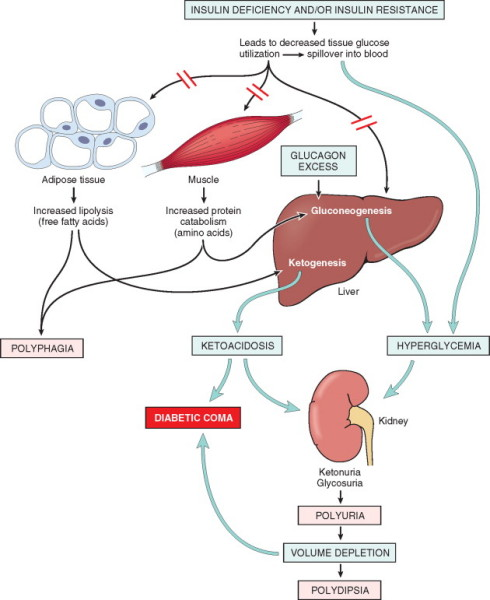 INSULIN DEFICIENCY AND/OR INSULIN RESISTANCE
Leads to decreased tissue glucose
utilization → spillover into blood
Adipose tissue
Muscle
GLUCAGON
EXCESS
Increased lipolysis
(free fatty acids)
Increased protein
catabolism
(amino acids)
Gluconeogenesis
Ketogenesis
Liver
POLYPHAGIA
KETOACIDOSIS
HYPERGLYCEMIA
DIABETIC COMA
Kidney
Ketonuria
Glycosuria
POLYURIA
VOLUME DEPLETION
POLYDIPSIA